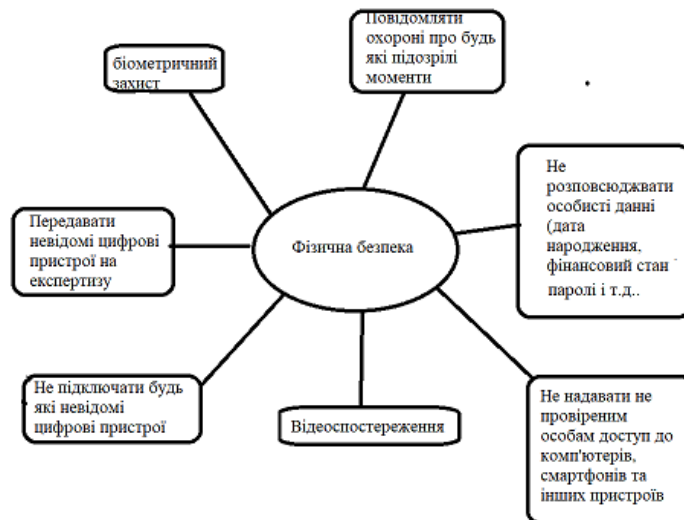 Повідомляти
охороні про будь
які підозрілі
моменти
біометричний
захист
Не
розповсюджвати
особисті данні
(дата
народження,
фінансовий стан
паролі і т.д..
Передавати
невідомі цифрові
пристрої на
експертизу
Фізична безпека
Не підключати будь
які невідомі
цифрові пристрої
Відеоспостереження
Не надавати не
провіреним
особам доступ до
комп'ютерів,
смартфонів та
інших пристроїв